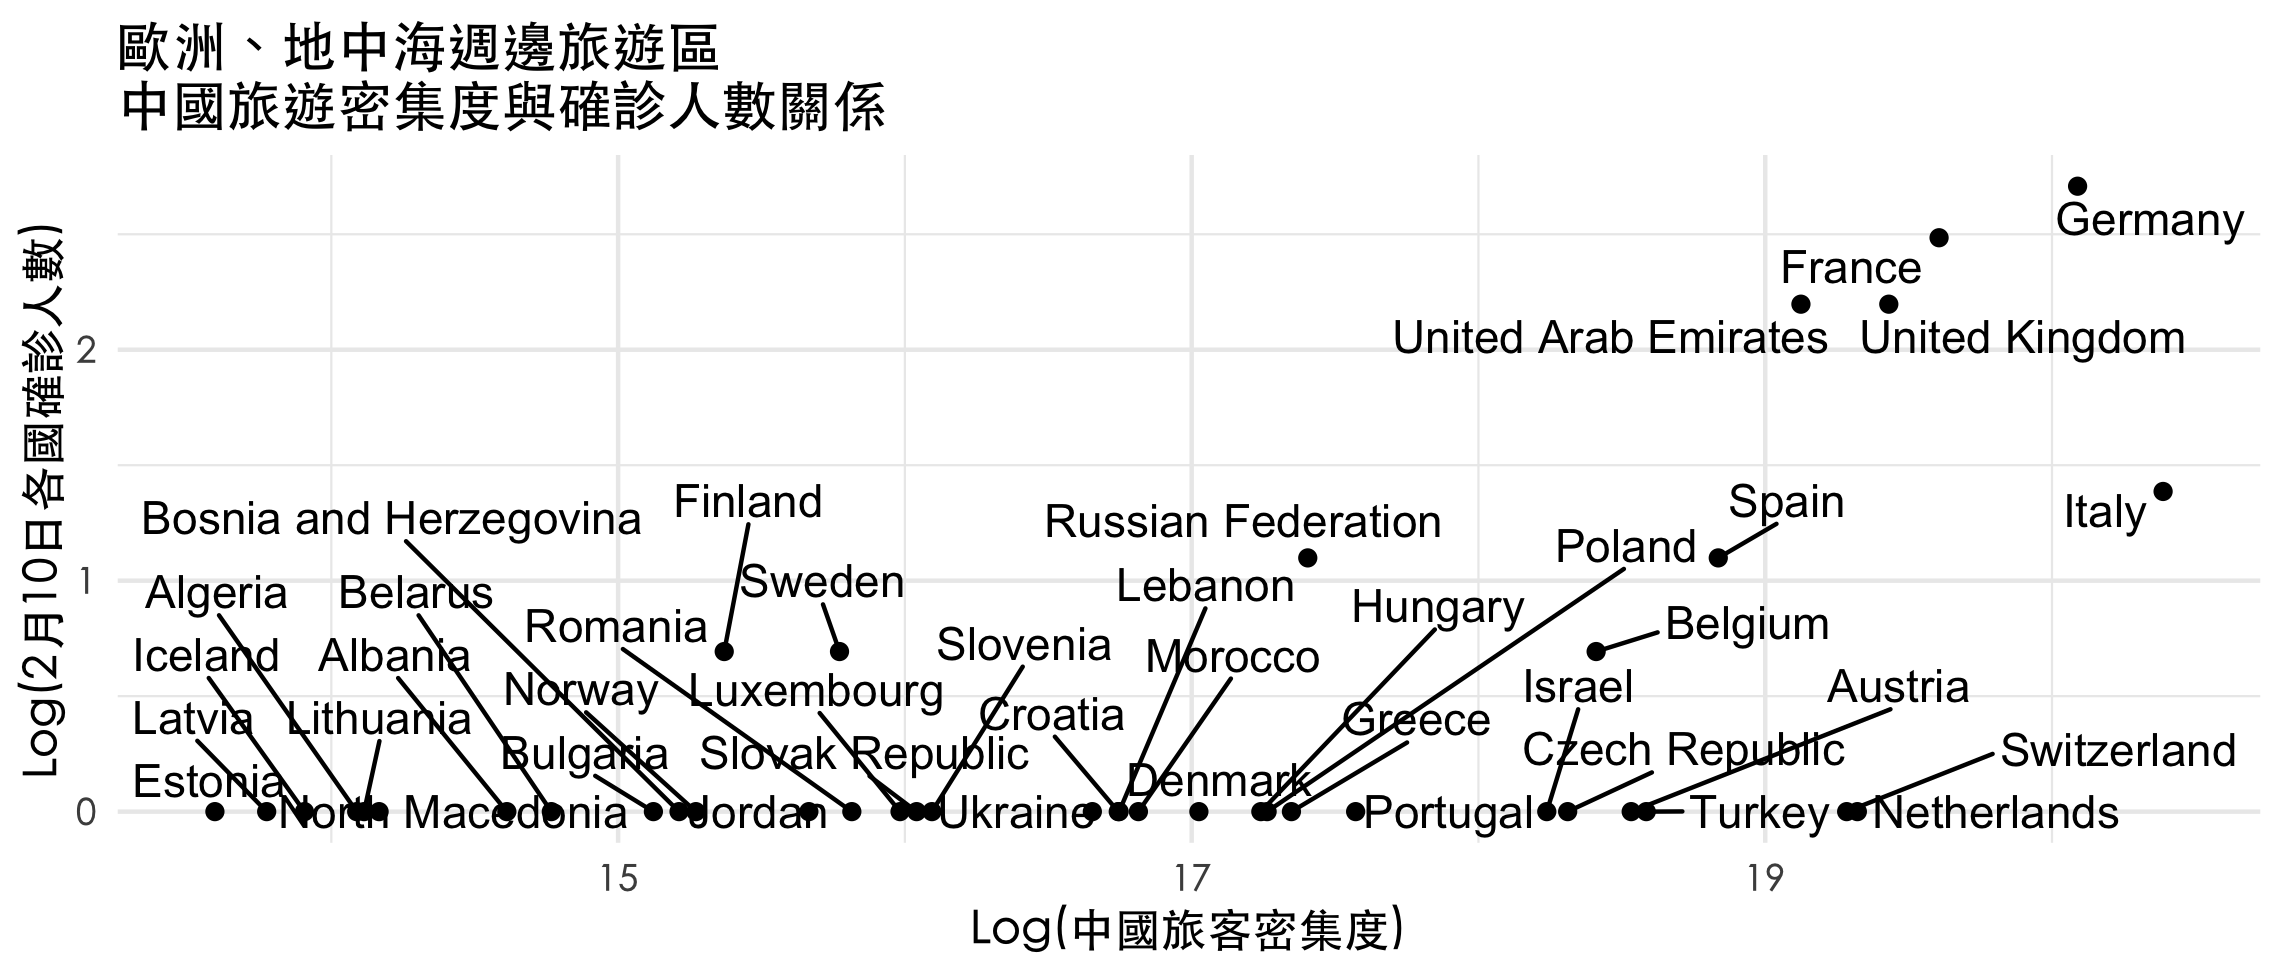 歐洲、地中海週邊旅遊區
中國旅遊密集度與確診人數關係
Log(2月10日各國確診人數)
2
1
0
Germany
France
United Arab Emirates
United Kingdom
Italy
Spain
Finland
Bosnia and Herzegovina
Russian Federation
Poland
Sweden
Lebanon
Algeria
Belarus
Hungary
Romania
Belgium
Slovenia
Iceland
Albania
Morocco
Norway
Luxembourg
Israel
Austria
Latvia
Lithuania
Croatia
Greece
Bulgaria
Slovak Republic
Czech Republic
Switzerland
Estonia
Denmark
North Macedonia
Jordan
Ukraine
Portugal
Turkey
Netherlands
15
17
19
Log(中國旅客密集度)